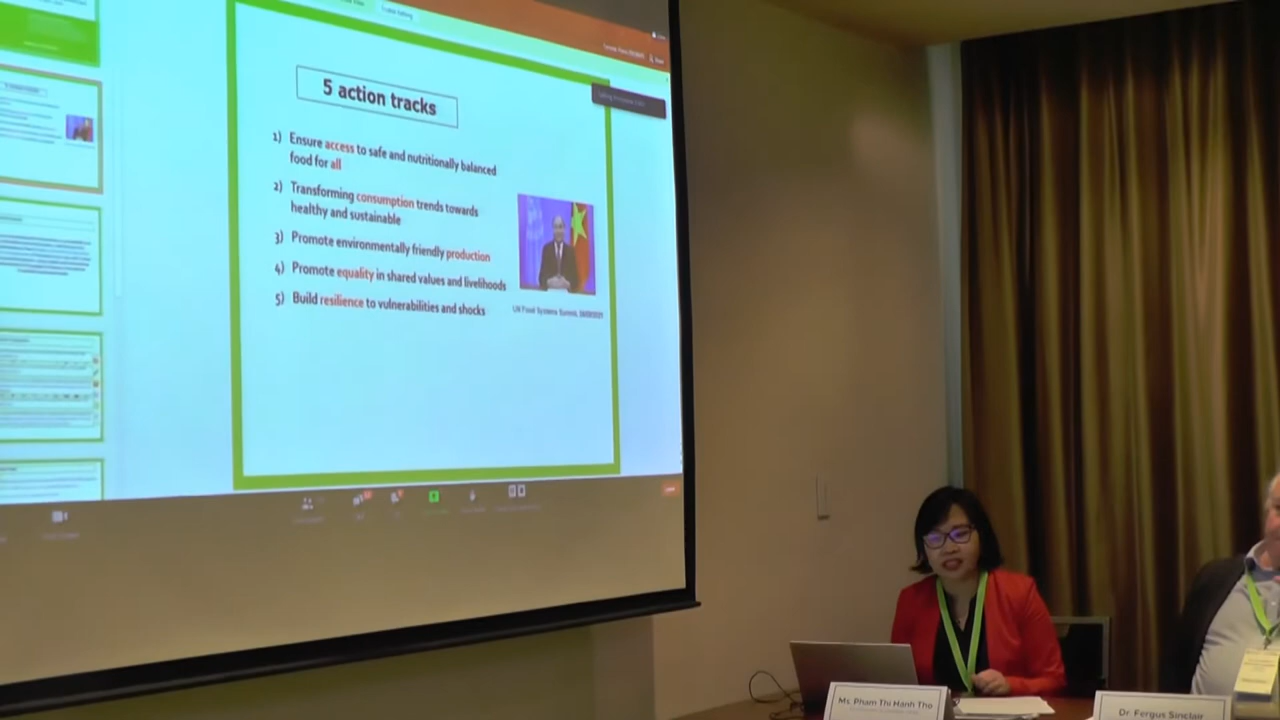 5 action tracks
1) Ensure access to safe and nutritionally balanced
food for all
2) Transforming consumption trends towards
healthy and sustainable
3) Promote environmentally friendly production
4) Promote equality in shared values and livelihoods
5) Build resilience to vulnerabilities and shocks
UN Food Systems Summit,
Ms. Pham Thi Hanh Tho
Dr. Fergus Sinclair